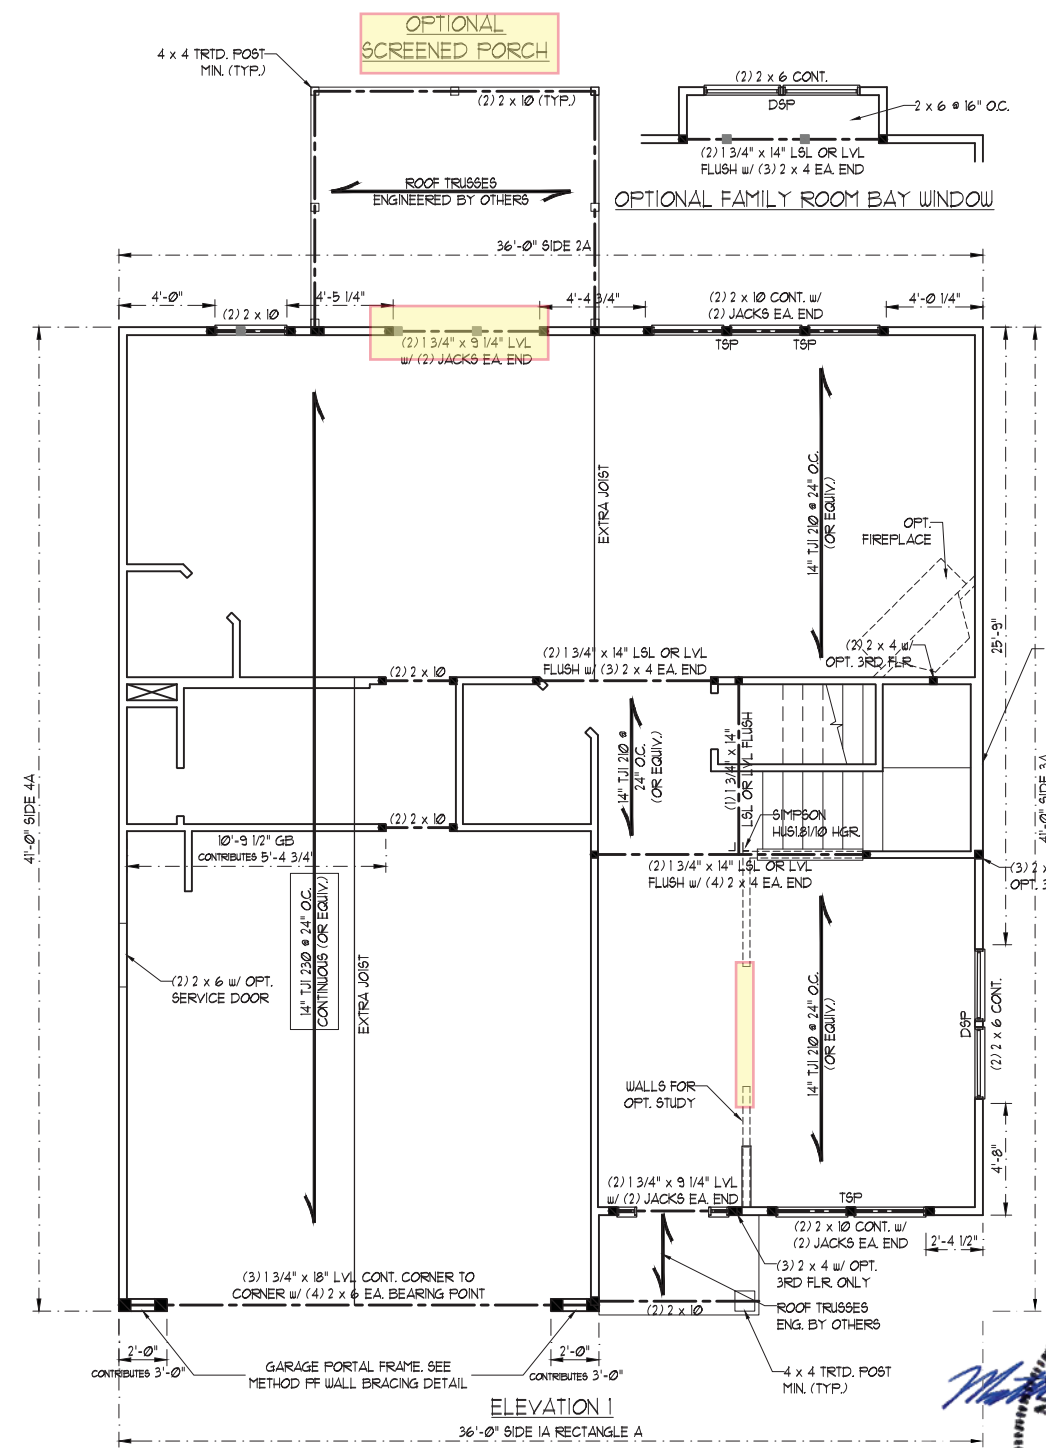 OPTIONAL
SCREENED PORCH
4 x 4 TRTD. POST
MIN. (TYP.)
(2) 2 x 10 (TYP.)
ROOF TRUSSES
ENGINEERED BY OTHERS
(2) 2 x 6 CONT.
DSP
2 x 6 @ 16" O.C.
(2) 1 3/4" x 14" LSL OR LVL
FLUSH w/ (3) 2 x 4 EA. END
OPTIONAL FAMILY ROOM BAY WINDOW
36'-0" SIDE 2A
4'-0"
4'-5 1/4"
4'-4 3/4"
4'-0 1/4"
(2) 2 x 10
(2) 2 x 10 CONT. w/
(2) JACKS EA. END
(2) 1 3/4" x 9 1/4" LVL
w/ (2) JACKS EA. END
TSP
TSP
EXTRA JOIST
14" TJI 210 @ 24" O.C.
(OR EQUIV.)
OPT.
FIREPLACE
25'-9"
(2) 2 x 4 w/
OPT. 3RD FLR
(2) 1 3/4" x 14" LSL OR LVL
FLUSH w/ (3) 2 x 4 EA. END
(2) 2 x 10
14" TJI 210 @
24" O.C.
(OR EQUIV.)
(1) 1 3/4" x 14"
LSL OR LVL FLUSH
SIMPSON
HUS1.81/10 HGR.
41'-0" SIDE 4A
41'-0" SIDE 3A
(2) 2 x 10
10'-9 1/2" GB
CONTRIBUTES 5'-4 3/4"
(2) 1 3/4" x 14" LSL OR LVL
FLUSH w/ (4) 2 x 4 EA. END
(3) 2 x
OPT. 3
14" TJI 230 @ 24" O.C.
CONTINUOUS (OR EQUIV.)
EXTRA JOIST
(2) 2 x 6 w/ OPT.
SERVICE DOOR
14" TJI 210 @ 24" O.C.
(OR EQUIV.)
DSP
(2) 2 x 6 CONT.
WALLS FOR
OPT. STUDY
4'-8"
(2) 1 3/4" x 9 1/4" LVL
w/ (2) JACKS EA. END
TSP
(2) 2 x 10 CONT. w/
(2) JACKS EA. END
2'-4 1/2"
(3) 2 x 4 w/ OPT.
3RD FLR. ONLY
(3) 1 3/4" x 18" LVL CONT. CORNER TO
CORNER w/ (4) 2 x 6 EA. BEARING POINT
(2) 2 x 10
ROOF TRUSSES
ENG. BY OTHERS
2'-0"
CONTRIBUTES 3'-0"
GARAGE PORTAL FRAME. SEE
METHOD PF WALL BRACING DETAIL
2'-0"
CONTRIBUTES 3'-0"
4 x 4 TRTD. POST
MIN. (TYP.)
ELEVATION 1
36'-0" SIDE 1A RECTANGLE A